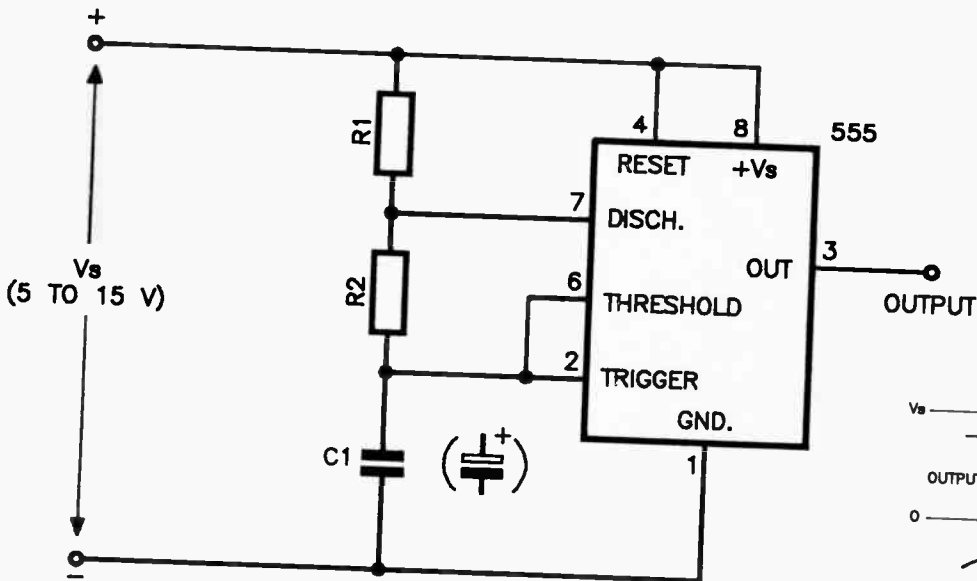 +
4
8
555
R1
RESET
+Vs
7
DISCH.
Vs
(5 TO 15 V)
R2
6
THRESHOLD
OUT
3
OUTPUT
2
TRIGGER
GND.
C1
+
1
Vs
OUTPUT
0
−